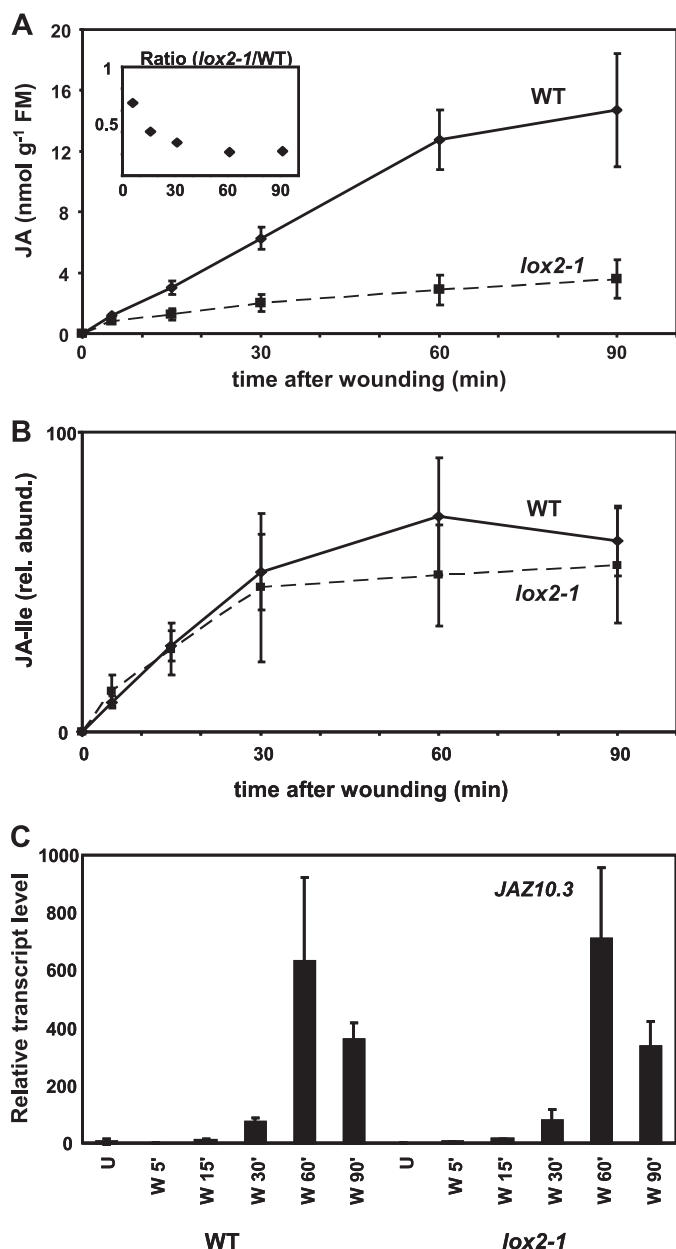 A
20
16
12
8
4
0
JA (nmol g-1 FM)
Ratio (lox2-1/WT)
1
0.5
0 30 60 90
WT
lox2-1
0 30 60 90
time after wounding (min)
B
100
0
JA-Ile (rel. abund.)
WT
lox2-1
0 30 60 90
time after wounding (min)
C
1000
800
600
400
200
0
Relative transcript level
JAZ10.3
U W 5' W 15' W 30' W 60' W 90' U W 5' W 15' W 30' W 60' W 90'
WT lox2-1